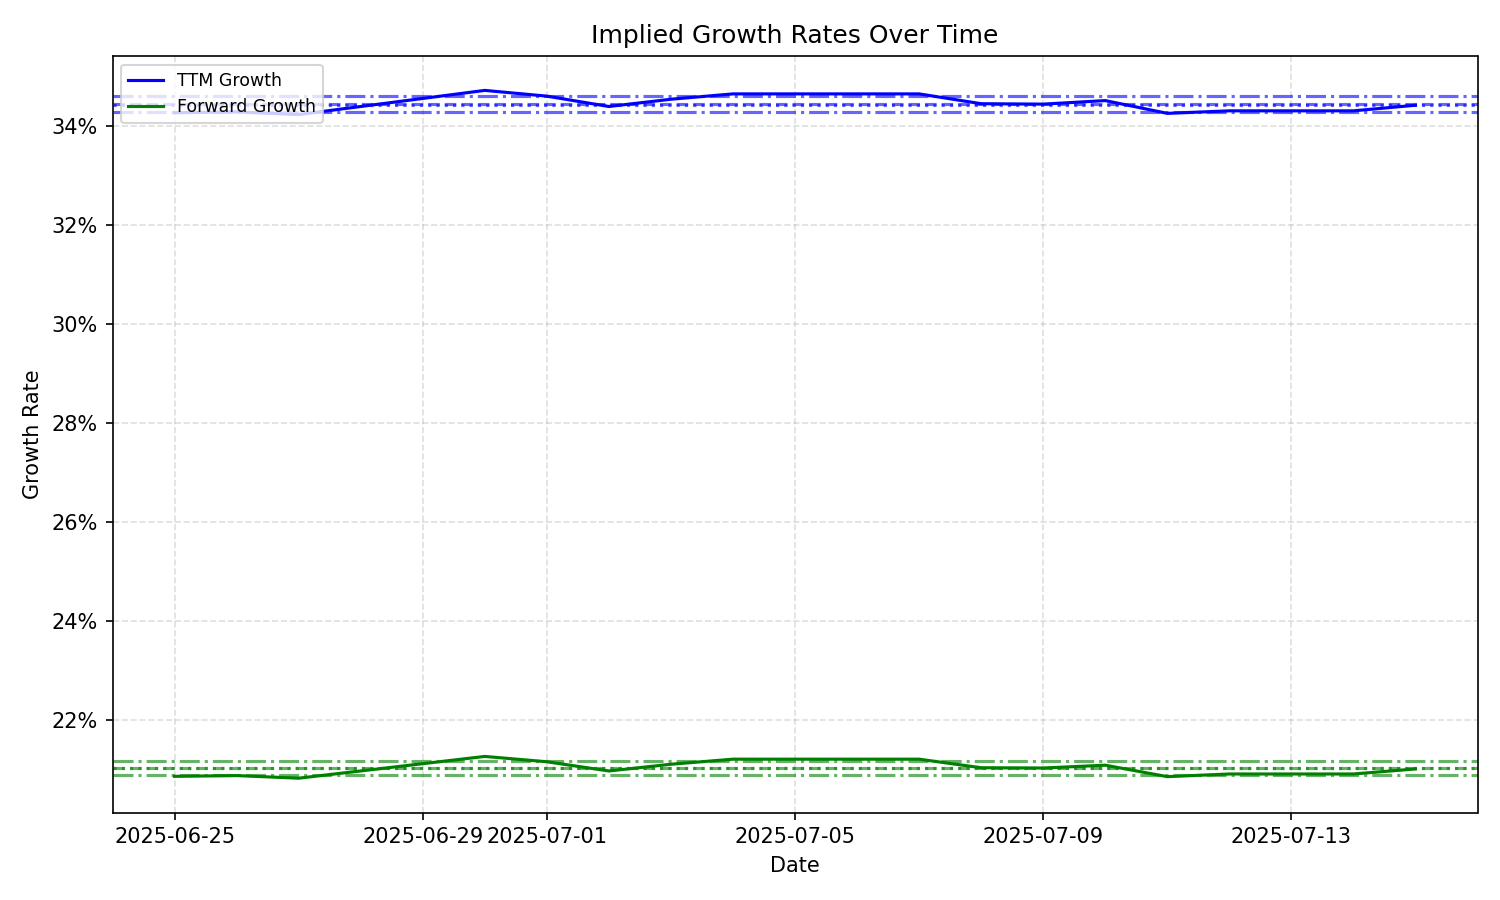 Implied Growth Rates Over Time
TTM Growth
Forward Growth
34%
32%
30%
28%
26%
24%
22%
Growth Rate
2025-06-25 2025-06-29 2025-07-01 2025-07-05 2025-07-09 2025-07-13
Date